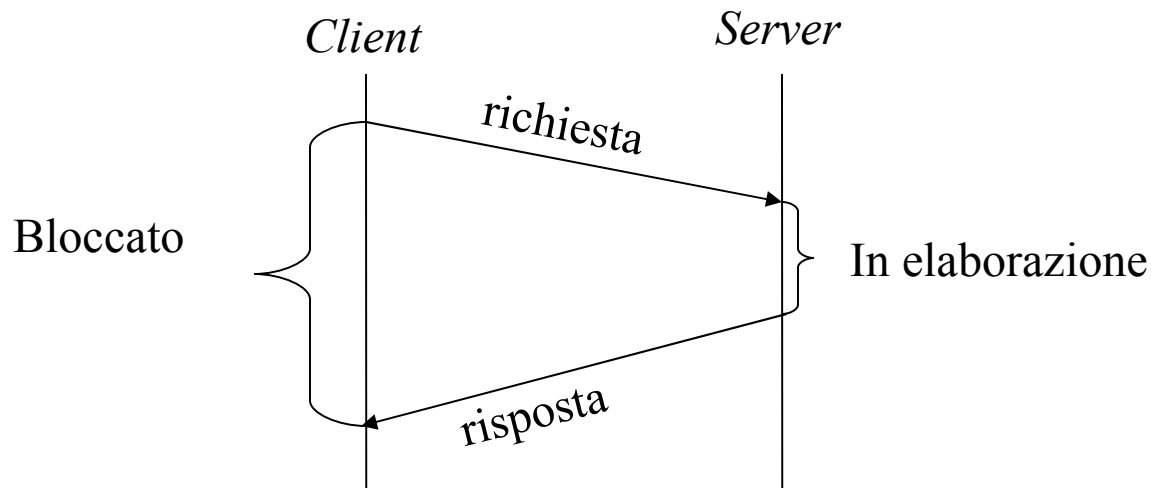 Client
Server
richiesta
Bloccato
In elaborazione
risposta